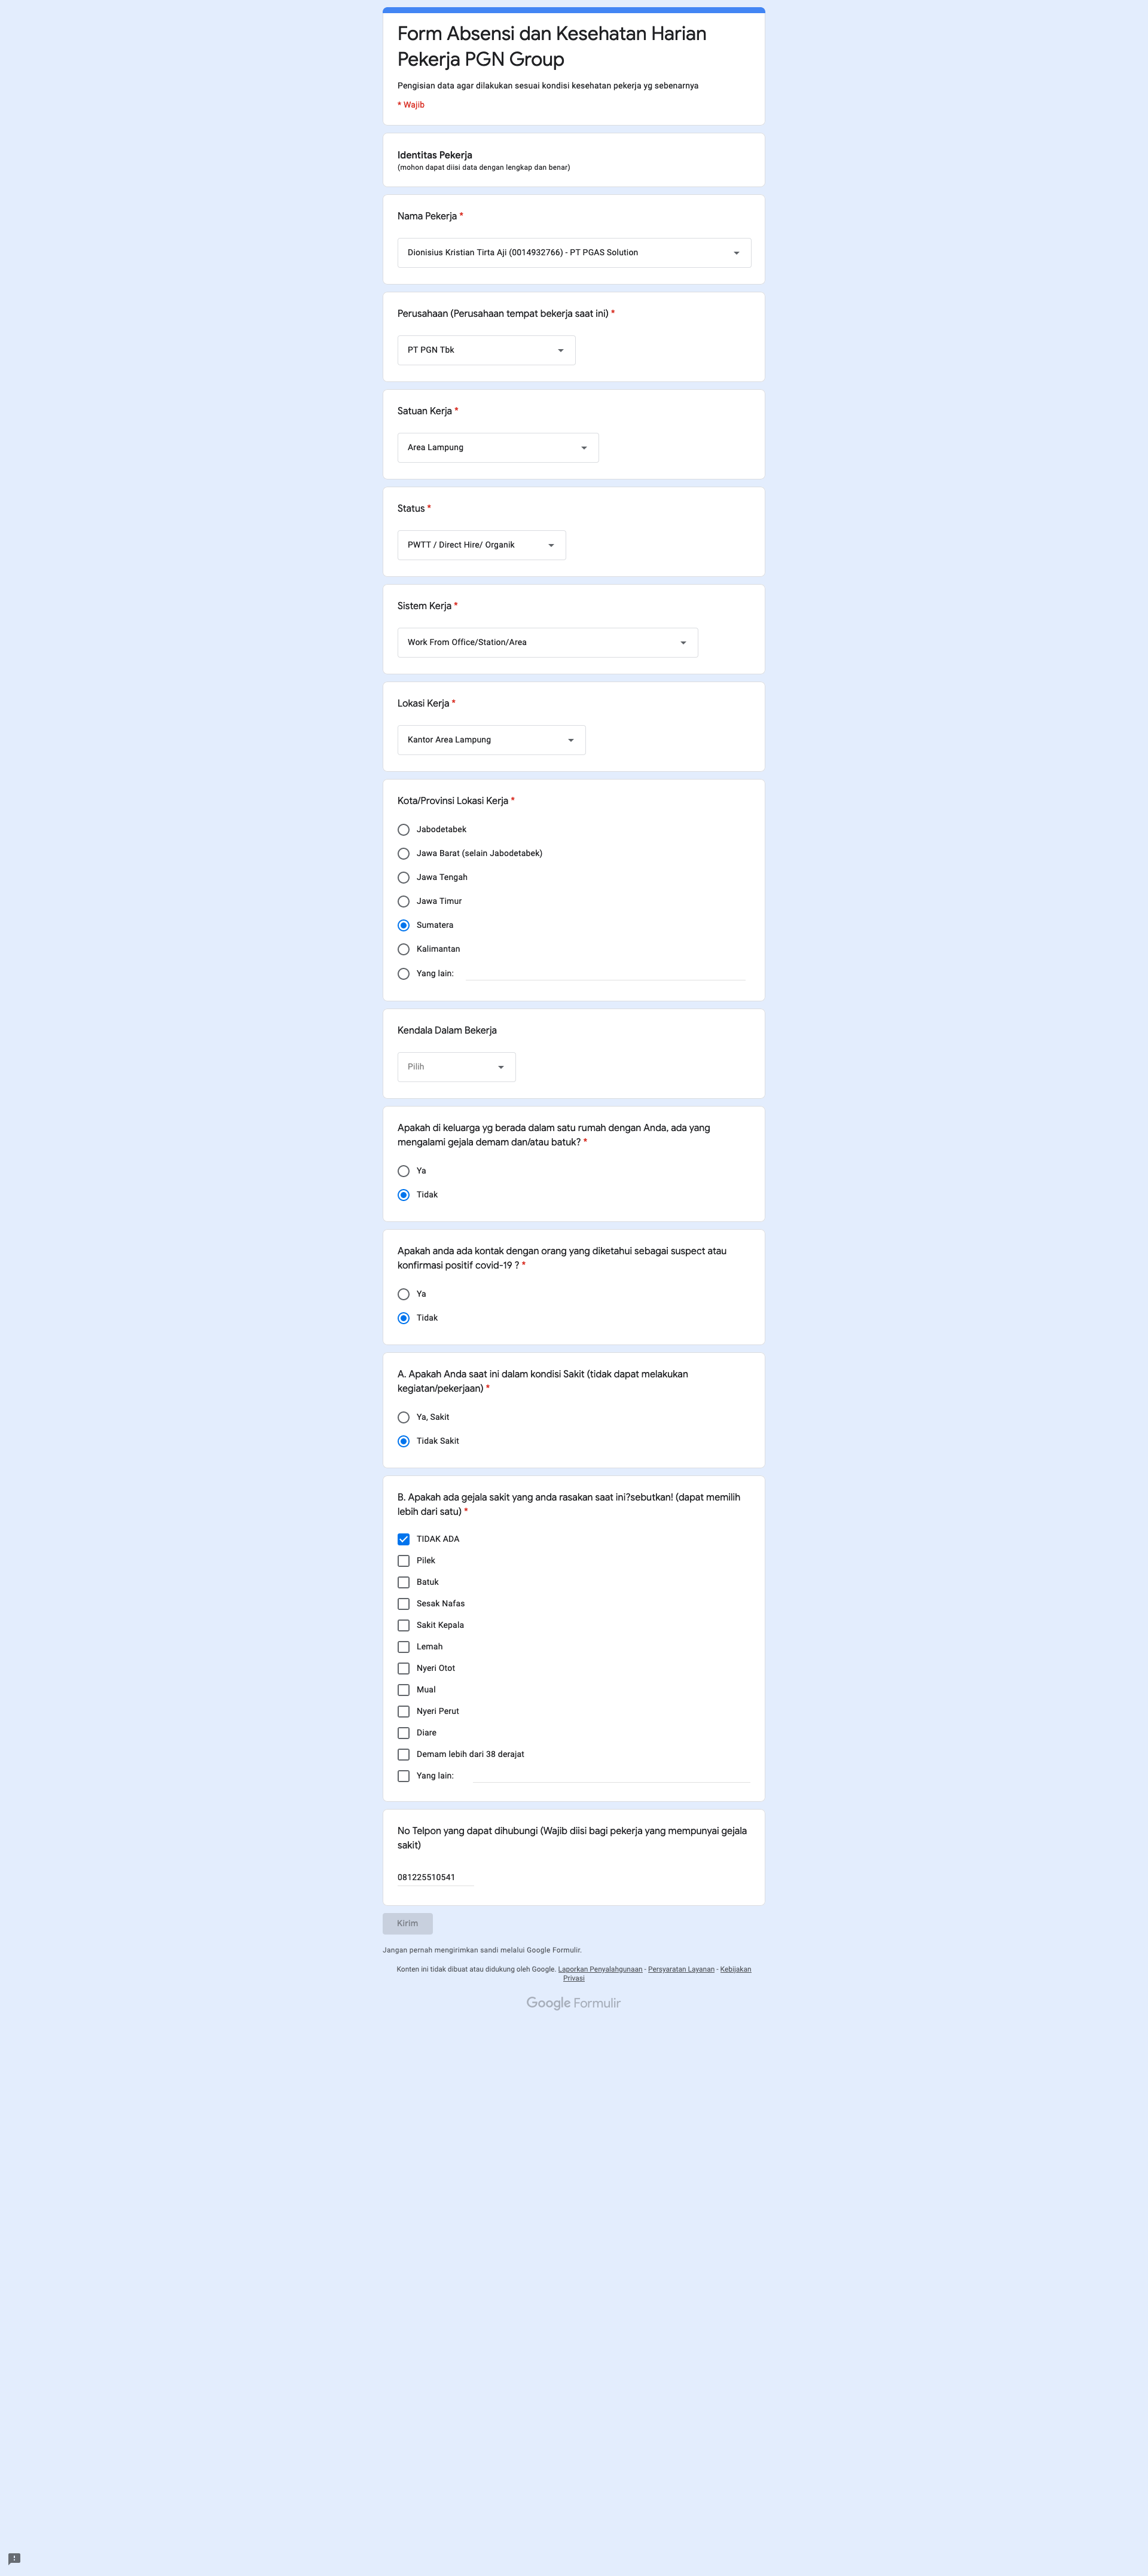 Form Absensi dan Kesehatan Harian
Pekerja PGN Group
Pengisian data agar dilakukan sesuai kondisi kesehatan pekerja yg sebenarnya
* Wajib
Identitas Pekerja
(mohon dapat diisi data dengan lengkap dan benar)
Nama Pekerja *
Dionisius Kristian Tirta Aji (0014932766) - PT PGAS Solution
Perusahaan (Perusahaan tempat bekerja saat ini) *
PT PGN Tbk
Satuan Kerja *
Area Lampung
Status *
PWTT / Direct Hire/ Organik
Sistem Kerja *
Work From Office/Station/Area
Lokasi Kerja *
Kantor Area Lampung
Kota/Provinsi Lokasi Kerja *
Jabodetabek
Jawa Barat (selain Jabodetabek)
Jawa Tengah
Jawa Timur
Sumatera
Kalimantan
Yang lain:
Kendala Dalam Bekerja
Pilih
Apakah di keluarga yg berada dalam satu rumah dengan Anda, ada yang
mengalami gejala demam dan/atau batuk? *
Ya
Tidak
Apakah anda ada kontak dengan orang yang diketahui sebagai suspect atau
konfirmasi positif covid-19 ? *
Ya
Tidak
A. Apakah Anda saat ini dalam kondisi Sakit (tidak dapat melakukan
kegiatan/pekerjaan) *
Ya, Sakit
Tidak Sakit
B. Apakah ada gejala sakit yang anda rasakan saat ini?sebutkan! (dapat memilih
lebih dari satu) *
TIDAK ADA
Pilek
Batuk
Sesak Nafas
Sakit Kepala
Lemah
Nyeri Otot
Mual
Nyeri Perut
Diare
Demam lebih dari 38 derajat
Yang lain:
No Telpon yang dapat dihubungi (Wajib diisi bagi pekerja yang mempunyai gejala
sakit)
081225510541
Kirim
Jangan pernah mengirimkan sandi melalui Google Formulir.
Konten ini tidak dibuat atau didukung oleh Google. Laporkan Penyalahgunaan - Persyaratan Layanan - Kebijakan
Privasi
Google Formulir